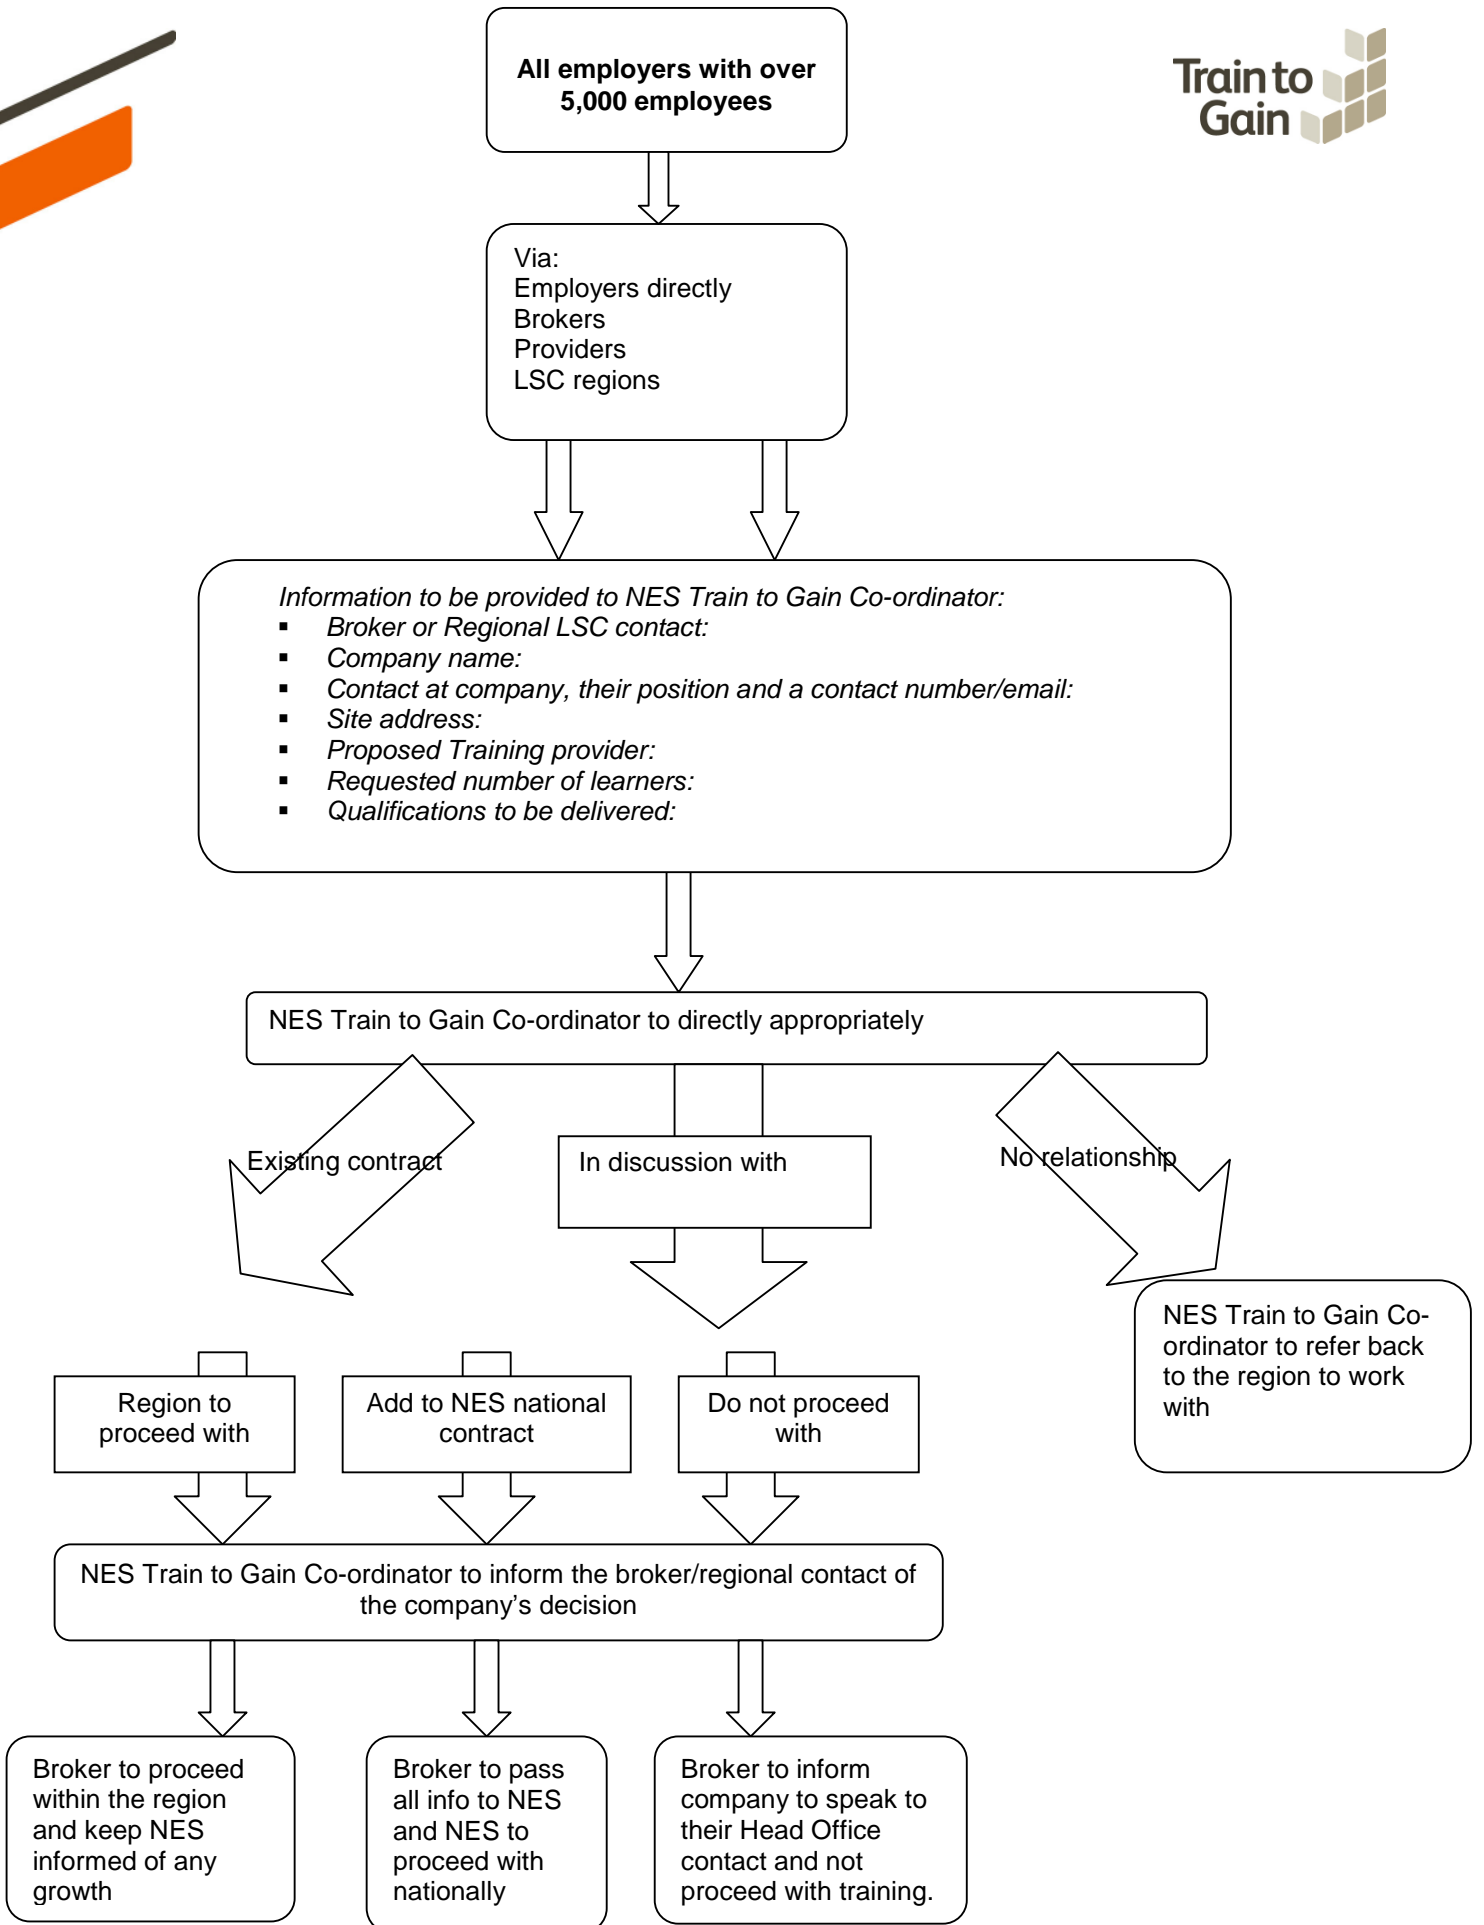 All employers with over
5,000 employees
Train to
Gain
Via:
Employers directly
Brokers
Providers
LSC regions
Information to be provided to NES Train to Gain Co-ordinator:
▪ Broker or Regional LSC contact:
▪ Company name:
▪ Contact at company, their position and a contact number/email:
▪ Site address:
▪ Proposed Training provider:
▪ Requested number of learners:
▪ Qualifications to be delivered:
NES Train to Gain Co-ordinator to directly appropriately
Existing contract
In discussion with
No relationship
NES Train to Gain Co-
ordinator to refer back
to the region to work
with
Region to
proceed with
Add to NES national
contract
Do not proceed
with
NES Train to Gain Co-ordinator to inform the broker/regional contact of
the company’s decision
Broker to proceed
within the region
and keep NES
informed of any
growth
Broker to pass
all info to NES
and NES to
proceed with
nationally
Broker to inform
company to speak to
their Head Office
contact and not
proceed with training.